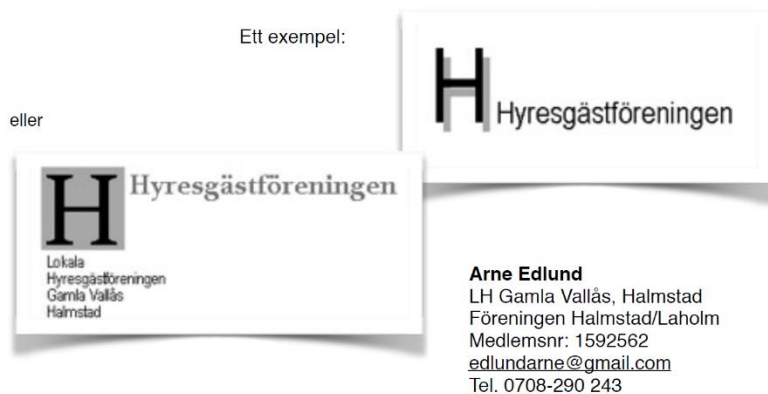 Ett exempel:
H Hyresgästföreningen
eller
H Hyresgästföreningen
Lokala
Hyresgästföreningen
Gamla Vallås
Halmstad
Arne Edlund
LH Gamla Vallås, Halmstad
Föreningen Halmstad/Laholm
Medlemsnr: 1592562
edlundarne@gmail.com
Tel. 0708-290 243